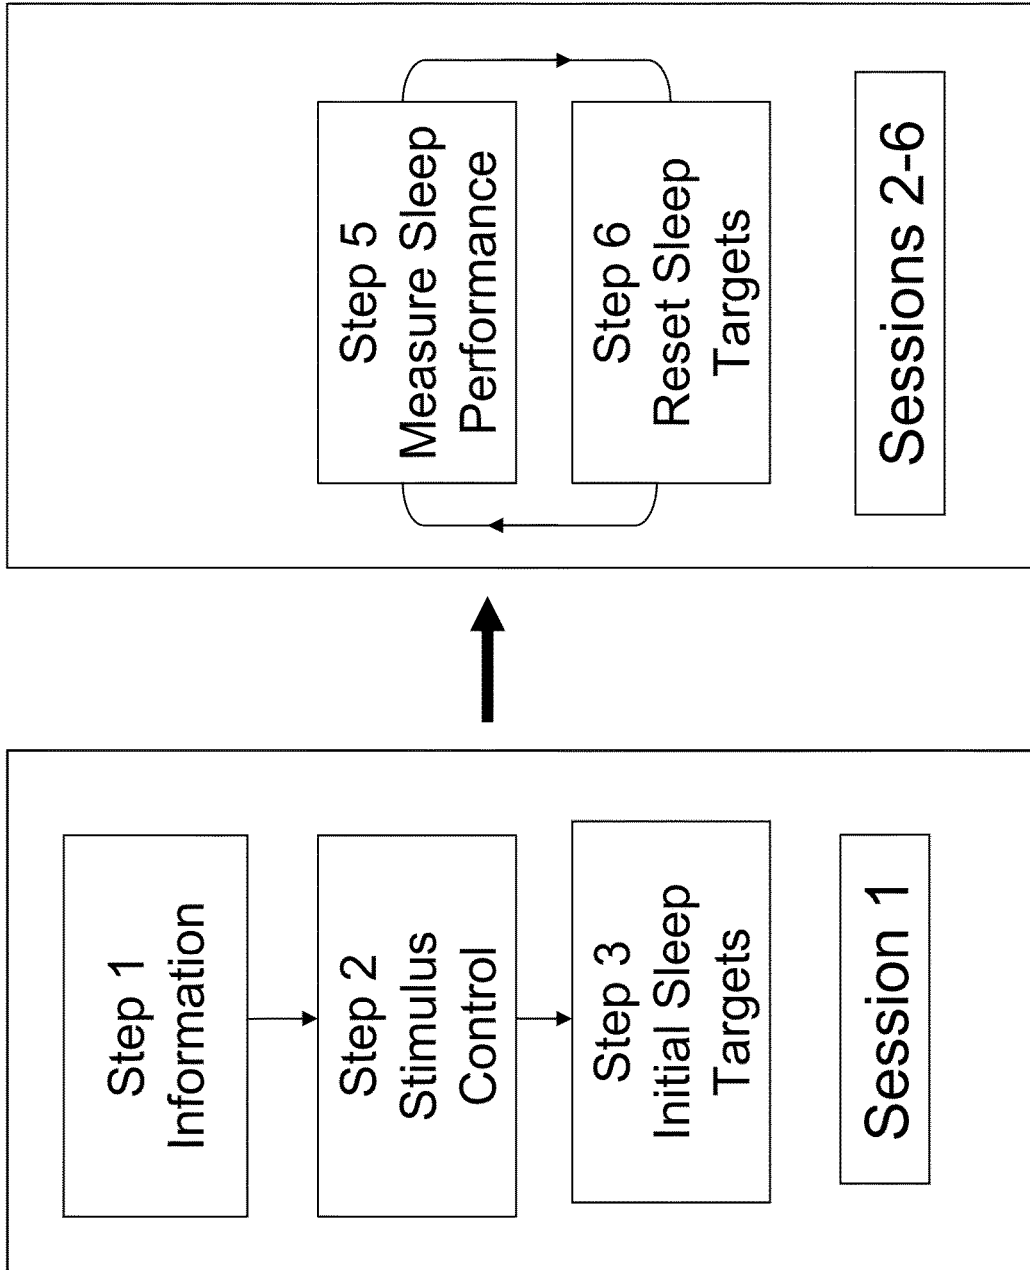 Step 1
Information
Step 2
Stimulus
Control
Step 3
Initial Sleep
Targets
Session 1
Step 5
Measure Sleep
Performance
Step 6
Reset Sleep
Targets
Sessions 2-6